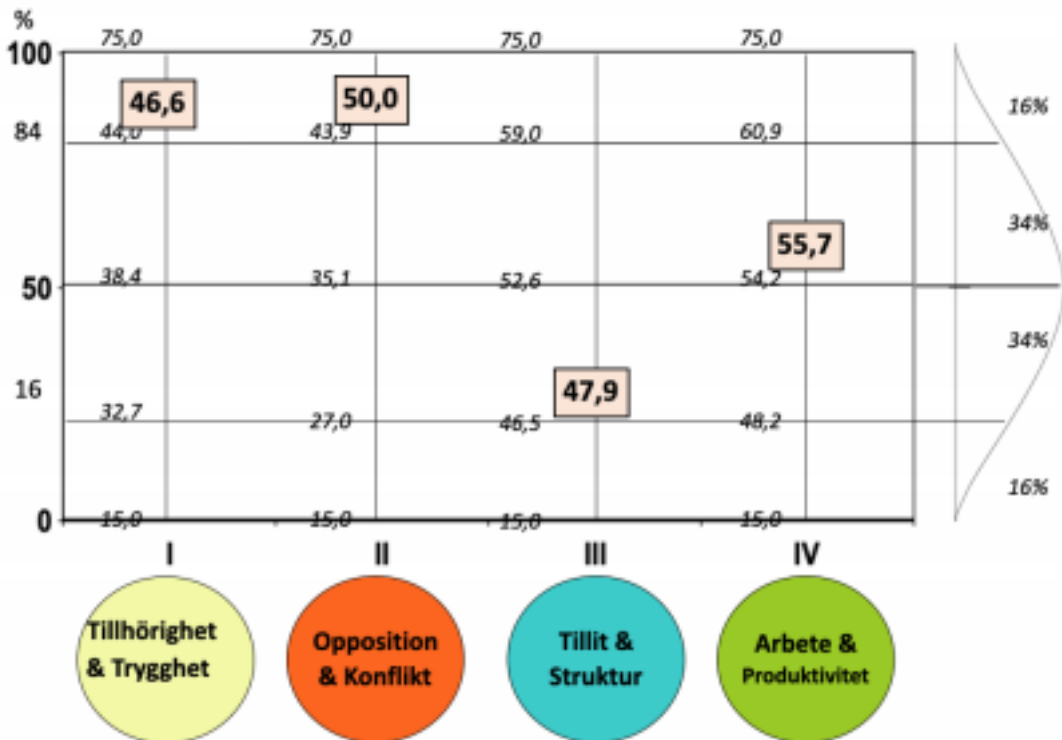 %
100
75,0
75,0
75,0
75,0
46,6
50,0
16%
84
44,0
43,9
59,0
60,9
34%
55,7
50
38,4
35,1
52,6
54,2
34%
16
47,9
32,7
27,0
46,5
48,2
16%
0
15,0
15,0
15,0
15,0
I
II
III
IV
Tillhörighet
& Trygghet
Opposition
& Konflikt
Tillit &
Struktur
Arbete &
Produktivitet